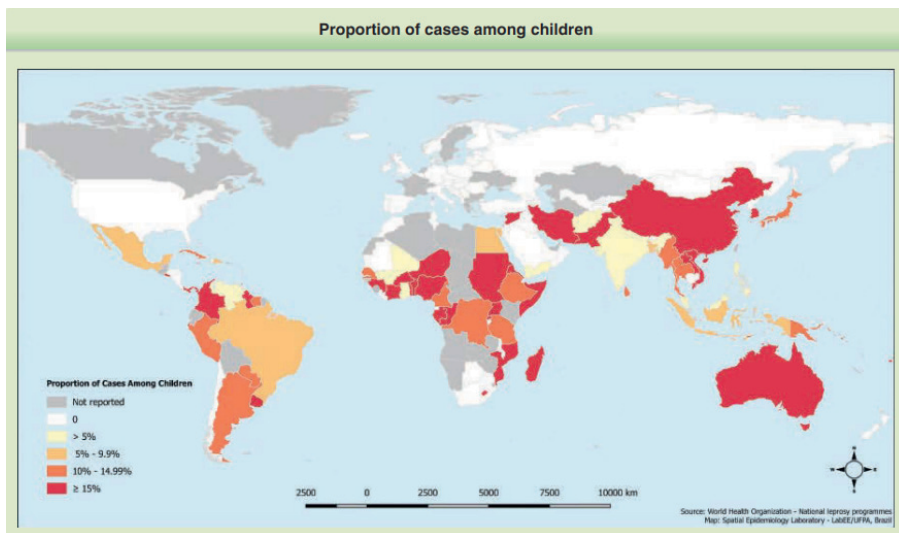 Proportion of cases among children
Proportion of Cases Among Children
Not reported
0
> 5%
5% - 9.9%
10% - 14.99%
≥ 15%
2500 0 2500 5000 7500 10000 km
N
W E
S
Source: World Health Organization - National leprosy programmes
Map: Spatial Epidemiology Laboratory - LabEE/UFPA, Brazil